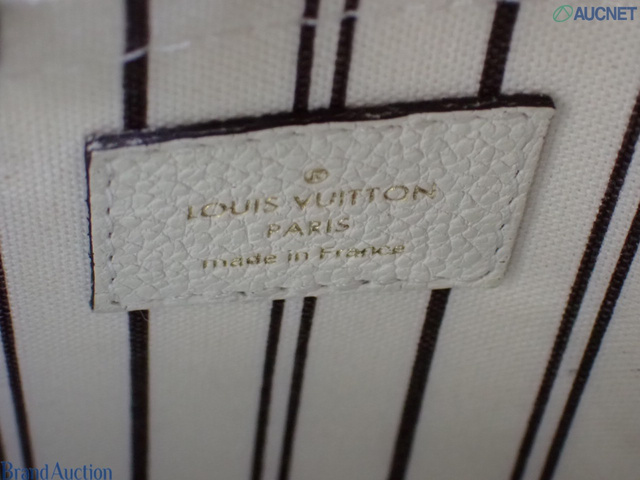 AUCNET
®
LOUIS VUITTON
PARIS
made in France
BrandAuction